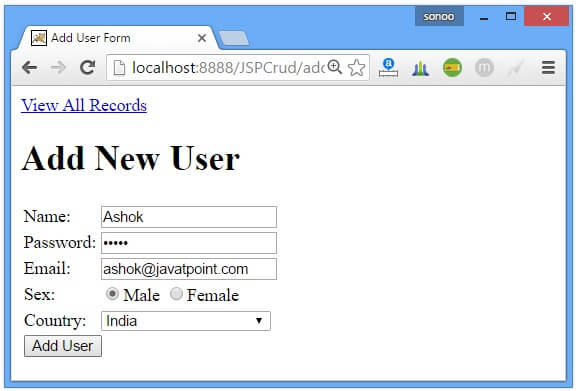 sonoo
Add User Form
localhost:8888/JSPCrud/add
View All Records
Add New User
Name: Ashok
Password: •••••
Email: ashok@javatpoint.com
Sex: Male Female
Country: India
Add User